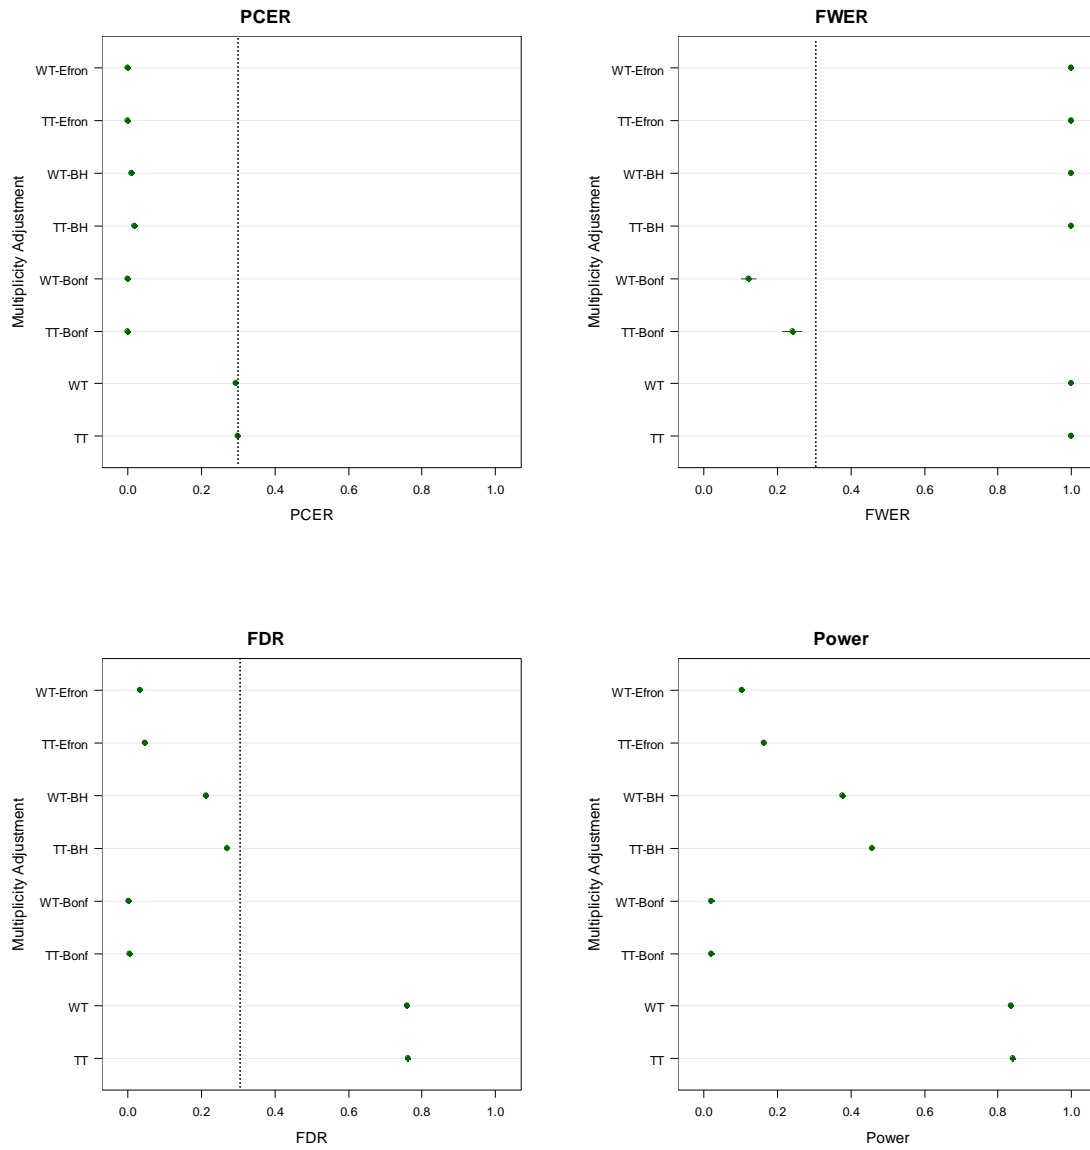 PCER
Multiplicity Adjustment
WT-Efron
TT-Efron
WT-BH
TT-BH
WT-Bonf
TT-Bonf
WT
TT
0.0 0.2 0.4 0.6 0.8 1.0
PCER
FWER
Multiplicity Adjustment
WT-Efron
TT-Efron
WT-BH
TT-BH
WT-Bonf
TT-Bonf
WT
TT
0.0 0.2 0.4 0.6 0.8 1.0
FWER
FDR
Multiplicity Adjustment
WT-Efron
TT-Efron
WT-BH
TT-BH
WT-Bonf
TT-Bonf
WT
TT
0.0 0.2 0.4 0.6 0.8 1.0
FDR
Power
Multiplicity Adjustment
WT-Efron
TT-Efron
WT-BH
TT-BH
WT-Bonf
TT-Bonf
WT
TT
0.0 0.2 0.4 0.6 0.8 1.0
Power